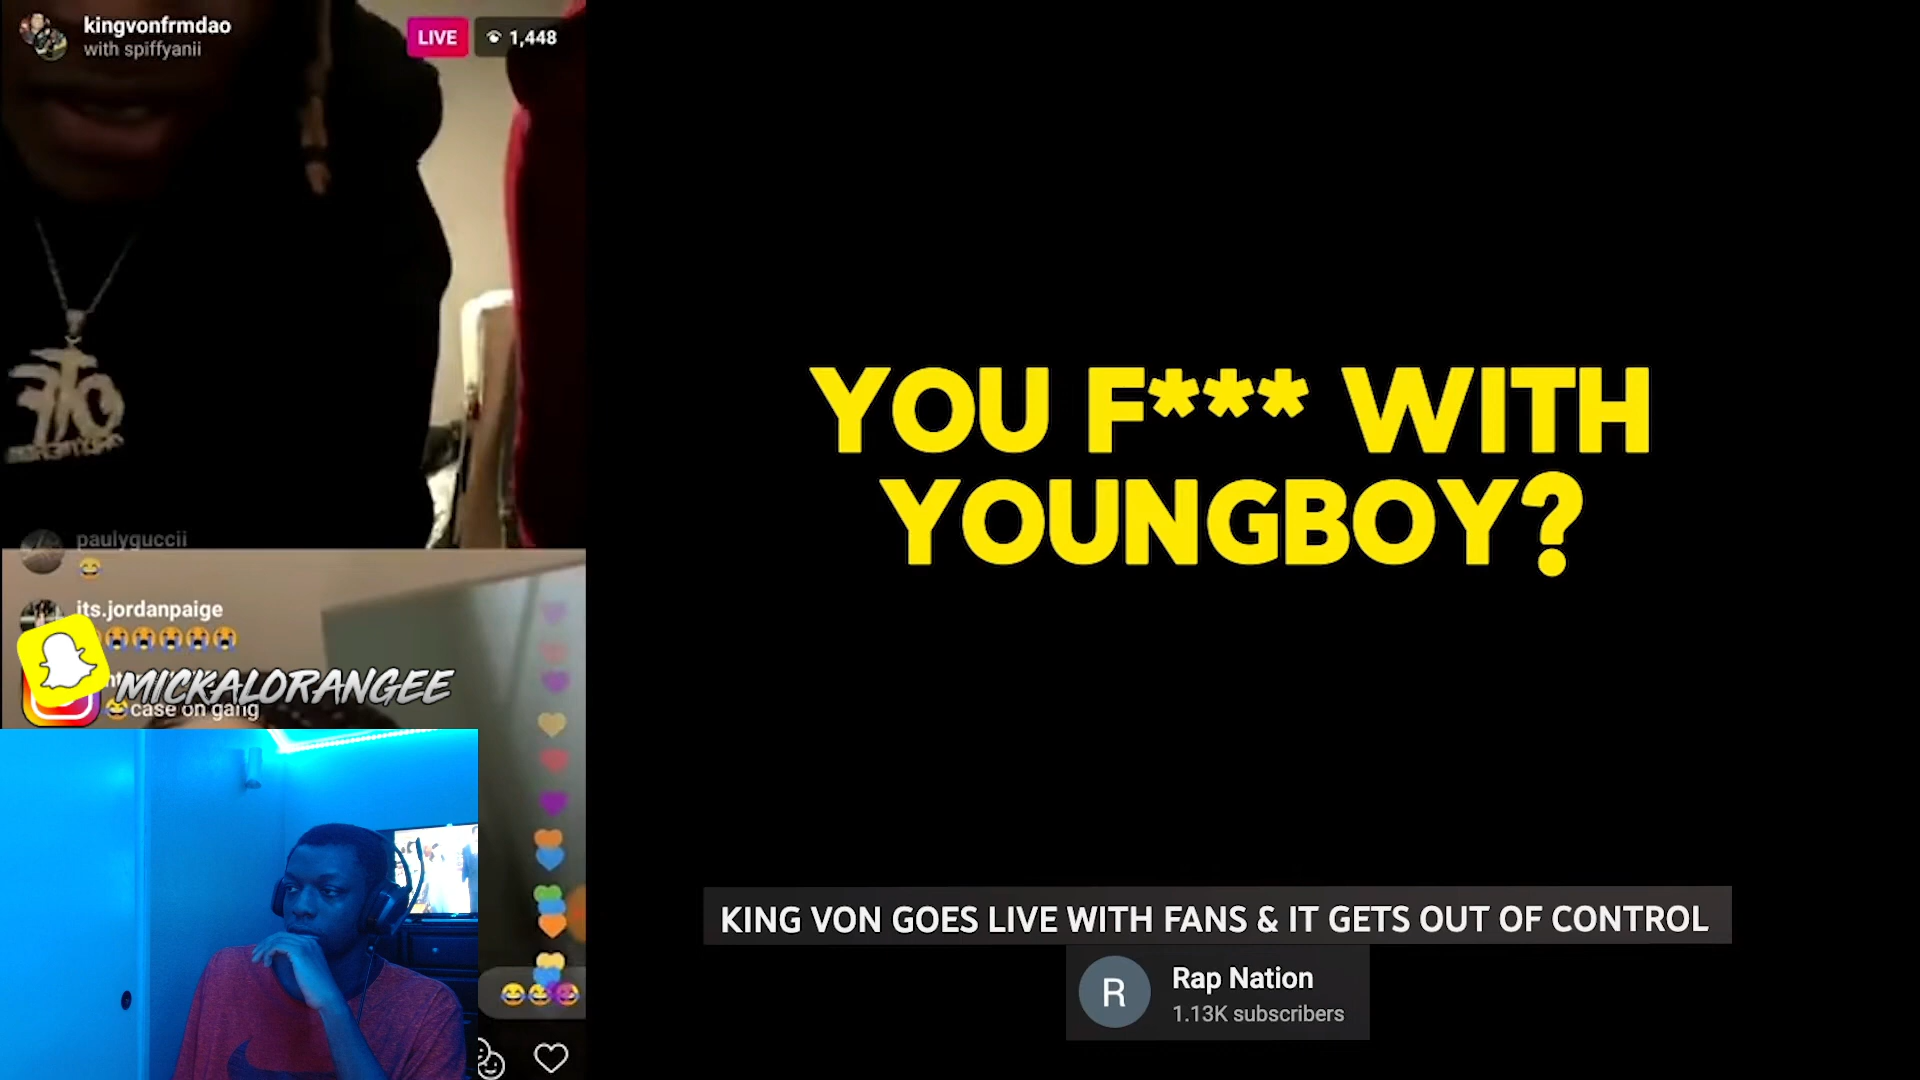 kingvonfrmdao
with spiffyanii
LIVE
1,448
YOU F*** WITH
YOUNGBOY?
paulyguccii
its.jordanpaige
MICKALORANGEE
case on gang
KING VON GOES LIVE WITH FANS & IT GETS OUT OF CONTROL
R
Rap Nation
1.13K subscribers